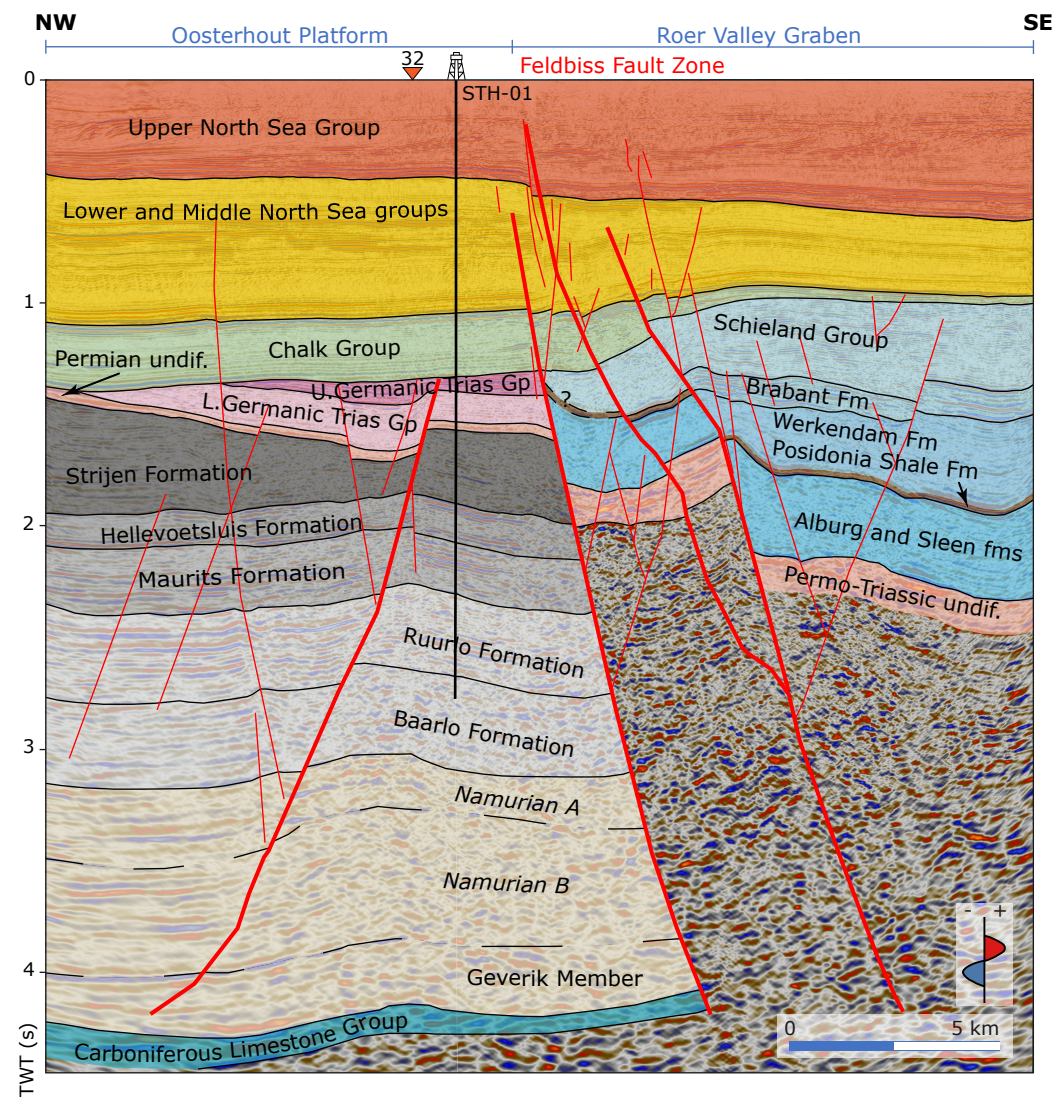 NW
SE
Oosterhout Platform
Roer Valley Graben
32
Feldbiss Fault Zone
0
STH-01
Upper North Sea Group
Lower and Middle North Sea groups
1
Schieland Group
Chalk Group
Permian undif.
U.Germanic Trias Gp
Brabant Fm
?
L.Germanic Trias Gp
Werkendam Fm
Posidonia Shale Fm
Strijen Formation
2
Hellevoetsluis Formation
Alburg and Sleen fms
Maurits Formation
Permo-Triassic undif.
Ruurlo Formation
Baarlo Formation
3
Namurian A
Namurian B
- +
4
Geverik Member
Carboniferous Limestone Group
0 5 km
TWT (s)